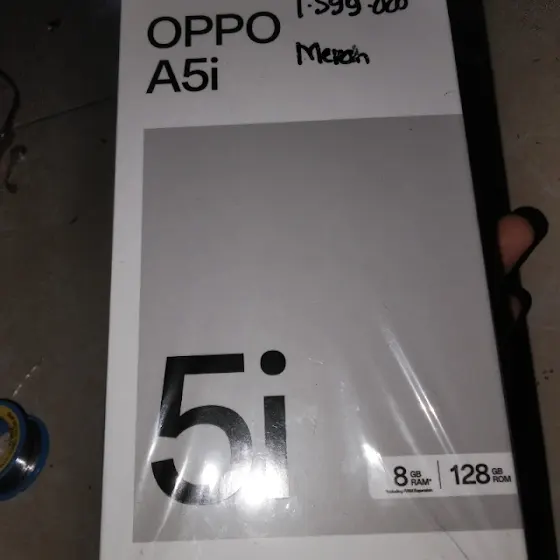 OPPO
A5i
1.599.000
Merah
5i
8 GB RAM*
128 GB ROM